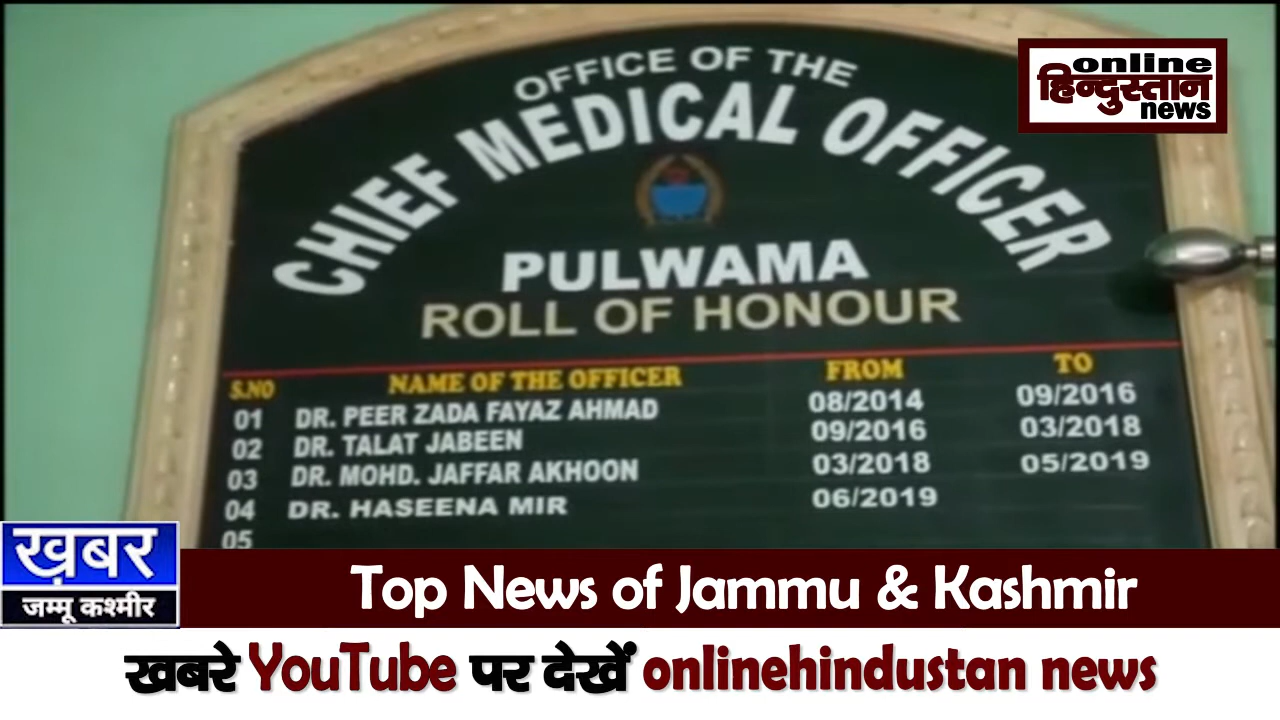 online
हिन्दुस्तान
news
OFFICE OF THE
CHIEF MEDICAL OFFICER
PULWAMA
ROLL OF HONOUR
S.NO NAME OF THE OFFICER FROM TO
01 DR. PEER ZADA FAYAZ AHMAD 08/2014 09/2016
02 DR. TALAT JABEEN 09/2016 03/2018
03 DR. MOHD. JAFFAR AKHOON 03/2018 05/2019
04 DR. HASEENA MIR 06/2019
05
ख़बर
जम्मू कश्मीर
Top News of Jammu & Kashmir
खबरे YouTube पर देखें onlinehindustan news